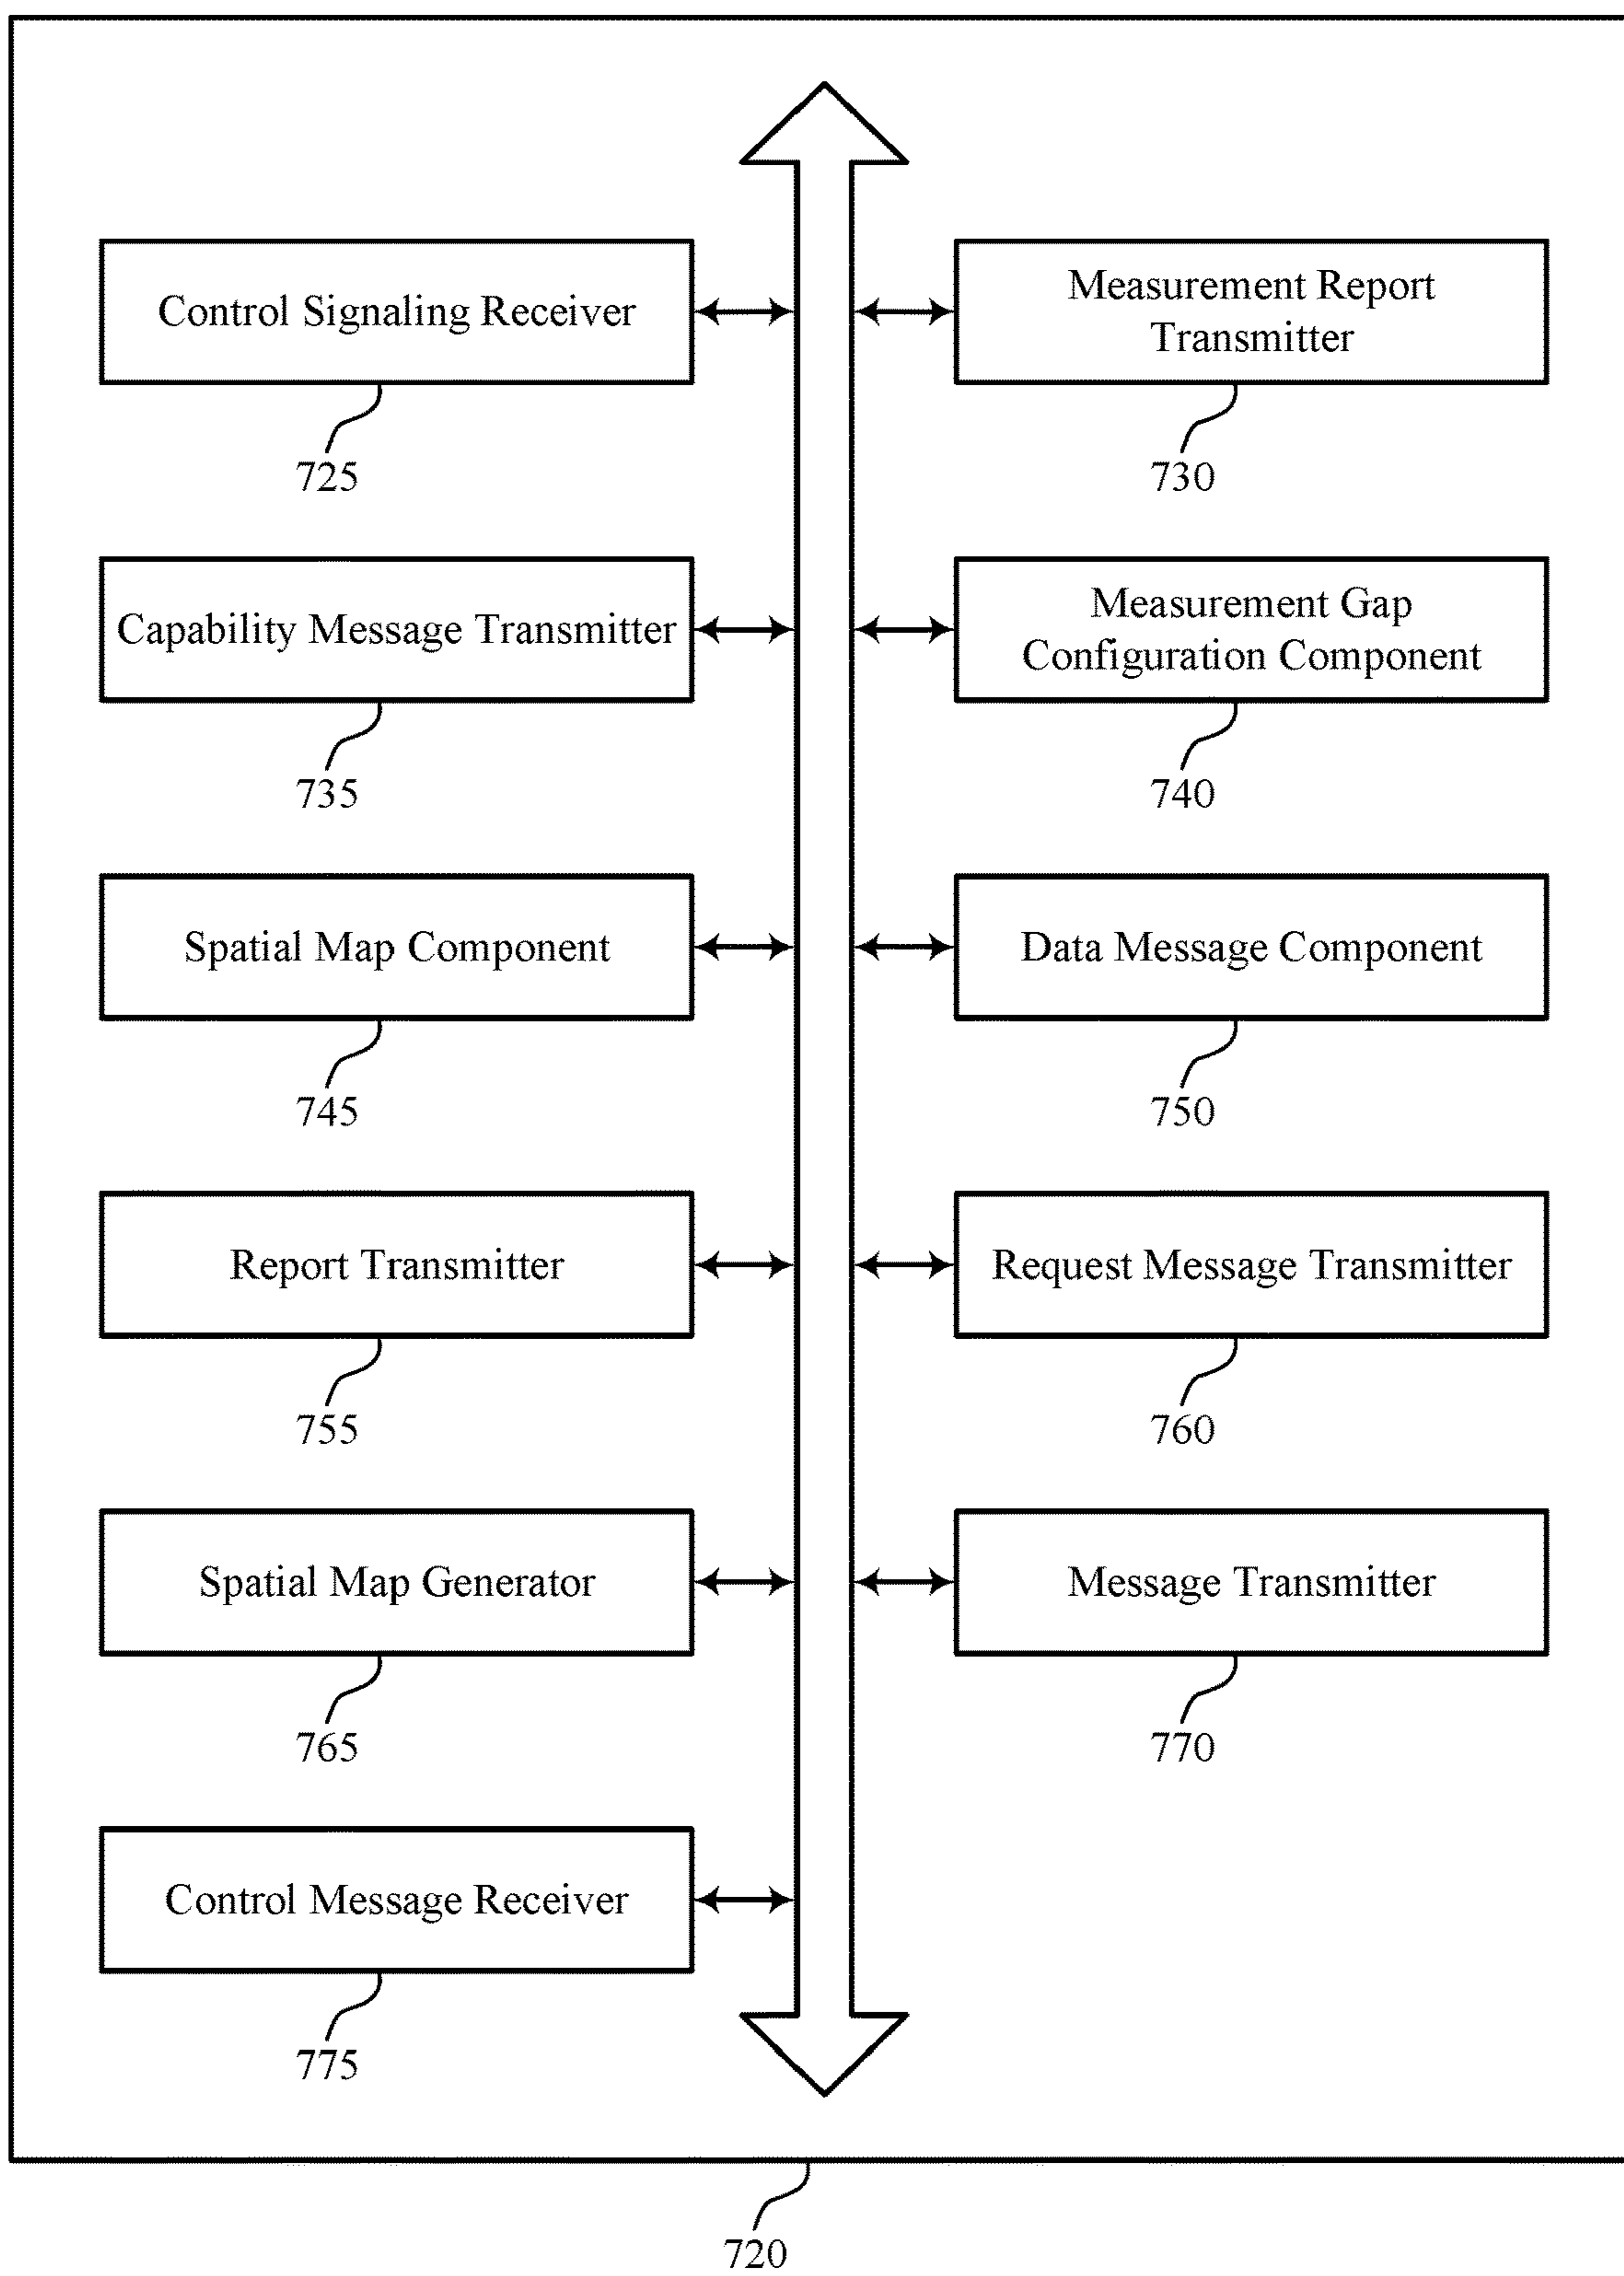 Control Signaling Receiver
725
Measurement Report
Transmitter
730
Capability Message Transmitter
735
Measurement Gap
Configuration Component
740
Spatial Map Component
745
Data Message Component
750
Report Transmitter
755
Request Message Transmitter
760
Spatial Map Generator
765
Message Transmitter
770
Control Message Receiver
775
720